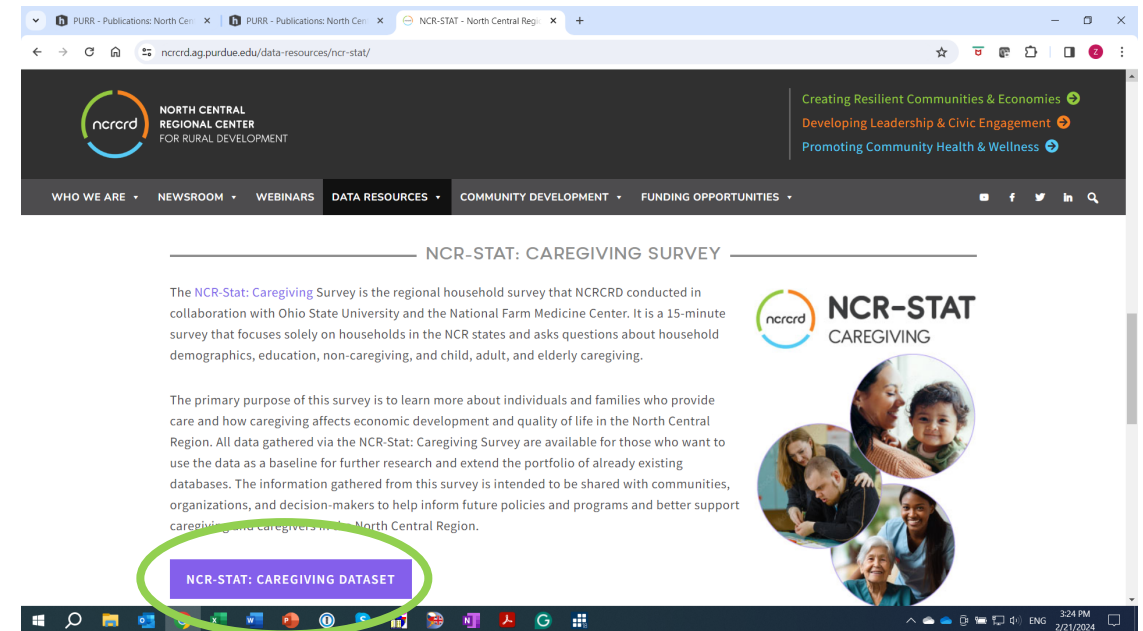 PURR - Publications: North Cen
PURR - Publications: North Cen
NCR-STAT - North Central Regio
ncrcrd.ag.purdue.edu/data-resources/ncr-stat/
Z
ncrcrd
NORTH CENTRAL
REGIONAL CENTER
FOR RURAL DEVELOPMENT
Creating Resilient Communities & Economies
Developing Leadership & Civic Engagement
Promoting Community Health & Wellness
WHO WE ARE NEWSROOM WEBINARS DATA RESOURCES COMMUNITY DEVELOPMENT FUNDING OPPORTUNITIES
NCR-STAT: CAREGIVING SURVEY
The NCR-Stat: Caregiving Survey is the regional household survey that NCRCRD conducted in
collaboration with Ohio State University and the National Farm Medicine Center. It is a 15-minute
survey that focuses solely on households in the NCR states and asks questions about household
demographics, education, non-caregiving, and child, adult, and elderly caregiving.
The primary purpose of this survey is to learn more about individuals and families who provide
care and how caregiving affects economic development and quality of life in the North Central
Region. All data gathered via the NCR-Stat: Caregiving Survey are available for those who want to
use the data as a baseline for further research and extend the portfolio of already existing
databases. The information gathered from this survey is intended to be shared with communities,
organizations, and decision-makers to help inform future policies and programs and better support
caregiving and caregivers in the North Central Region.
NCR-STAT: CAREGIVING DATASET
ncrcrd
NCR-STAT
CAREGIVING
ENG
3:24 PM
2/21/2024